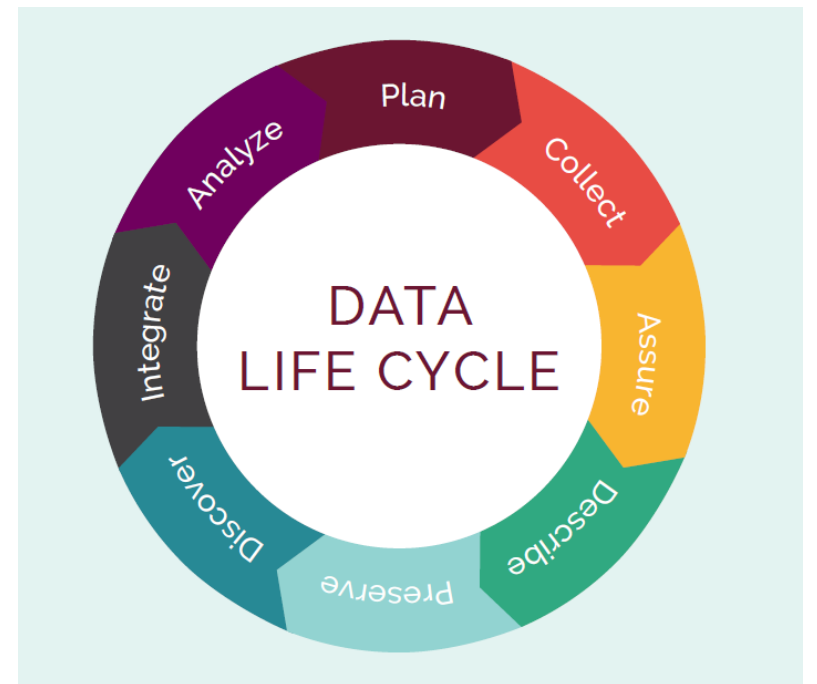 DATA
LIFE CYCLE
Plan
Collect
Assure
Describe
Preserve
Discover
Integrate
Analyze